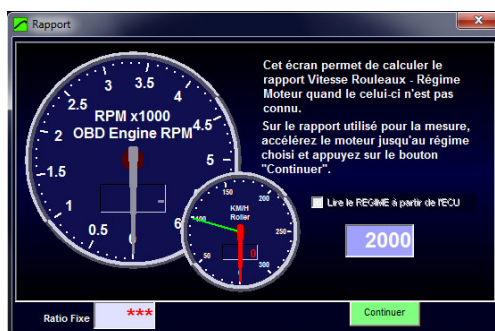 Rapport
3
3.5
2.5
4
RPM x1000
2
OBD Engine RPM
4.5
1.5
5
1
0.5
0
6
-
150
100
200
KM/H
Roller
50
250
0
300
Cet écran permet de calculer le
rapport Vitesse Rouleaux - Régime
Moteur quand le celui-ci n'est pas
connu.
Sur le rapport utilisé pour la mesure,
accélérez le moteur jusqu'au régime
choisi et appuyez sur le bouton
"Continuer".
Lire le REGIME à partir de l'ECU
2000
Ratio Fixe
***
Continuer